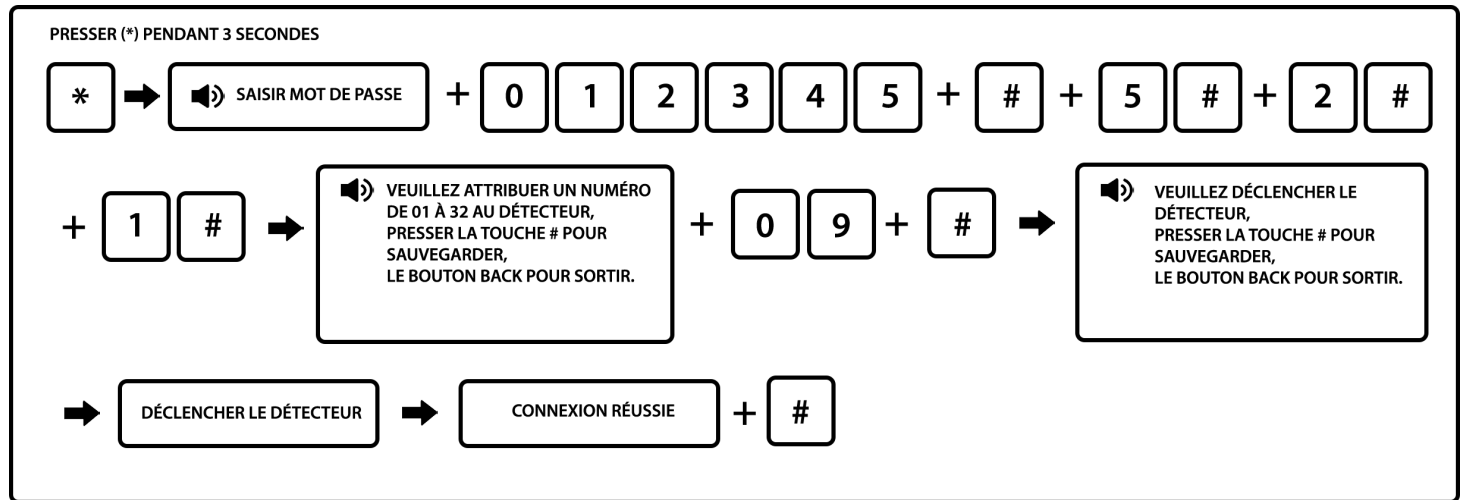 PRESSER (*) PENDANT 3 SECONDES
* SAISIR MOT DE PASSE + 0 1 2 3 4 5 + # + 5 # + 2 #
+ 1 #
VEUILLEZ ATTRIBUER UN NUMÉRO
DE 01 À 32 AU DÉTECTEUR,
PRESSER LA TOUCHE # POUR
SAUVEGARDER,
LE BOUTON BACK POUR SORTIR.
+ 0 9 + #
VEUILLEZ DÉCLENCHER LE
DÉTECTEUR,
PRESSER LA TOUCHE # POUR
SAUVEGARDER,
LE BOUTON BACK POUR SORTIR.
DÉCLENCHER LE DÉTECTEUR CONNEXION RÉUSSIE + #